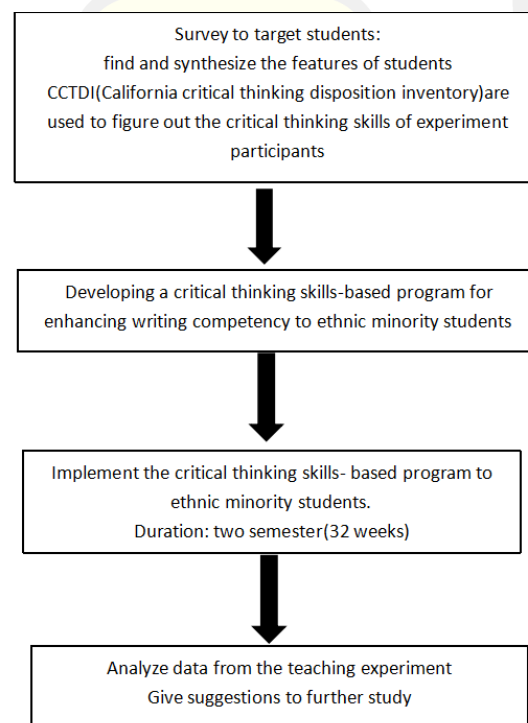 Survey to target students:
find and synthesize the features of students
CCTDI(California critical thinking disposition inventory)are
used to figure out the critical thinking skills of experiment
participants
Developing a critical thinking skills-based program for
enhancing writing competency to ethnic minority students
Implement the critical thinking skills- based program to
ethnic minority students.
Duration: two semester(32 weeks)
Analyze data from the teaching experiment
Give suggestions to further study